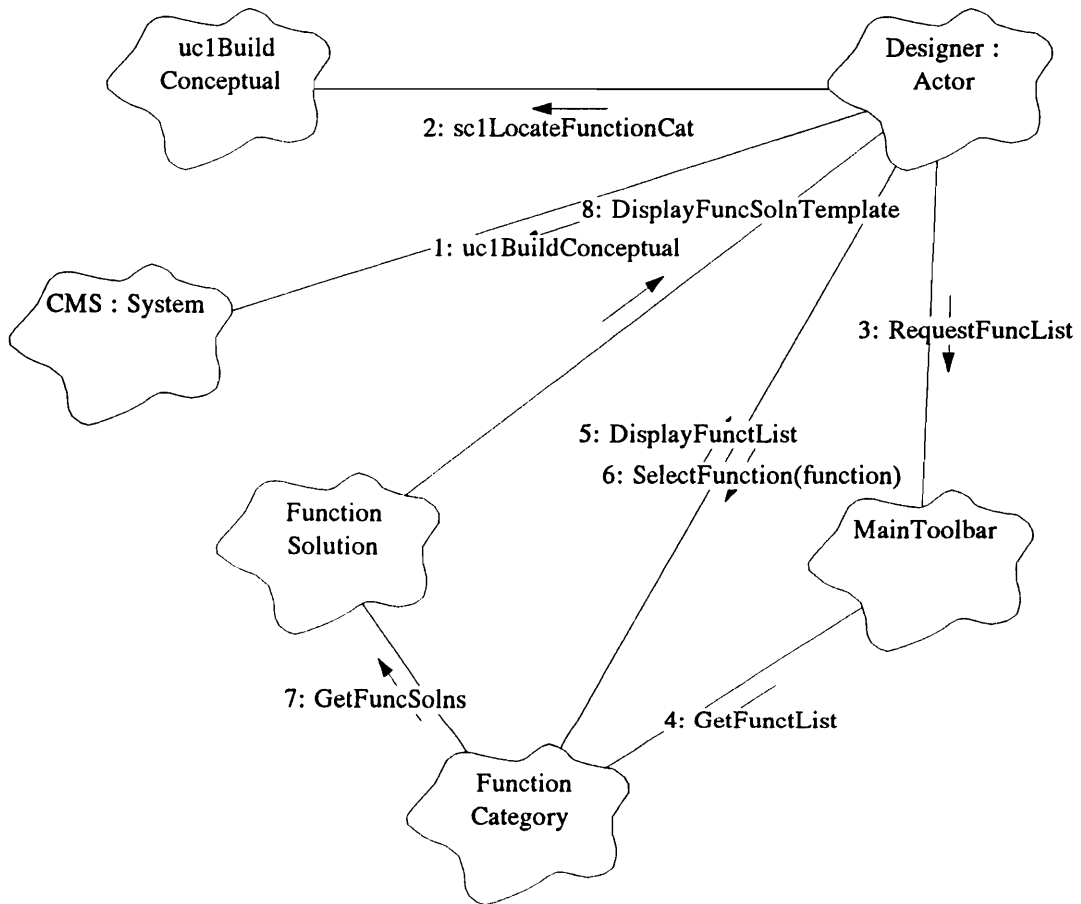 uc1Build
Conceptual
Designer :
Actor
2: sc1LocateFunctionCat
8: DisplayFuncSolnTemplate
1: uc1BuildConceptual
CMS : System
3: RequestFuncList
5: DisplayFunctList
6: SelectFunction(function)
Function
Solution
MainToolbar
7: GetFuncSolns
4: GetFunctList
Function
Category